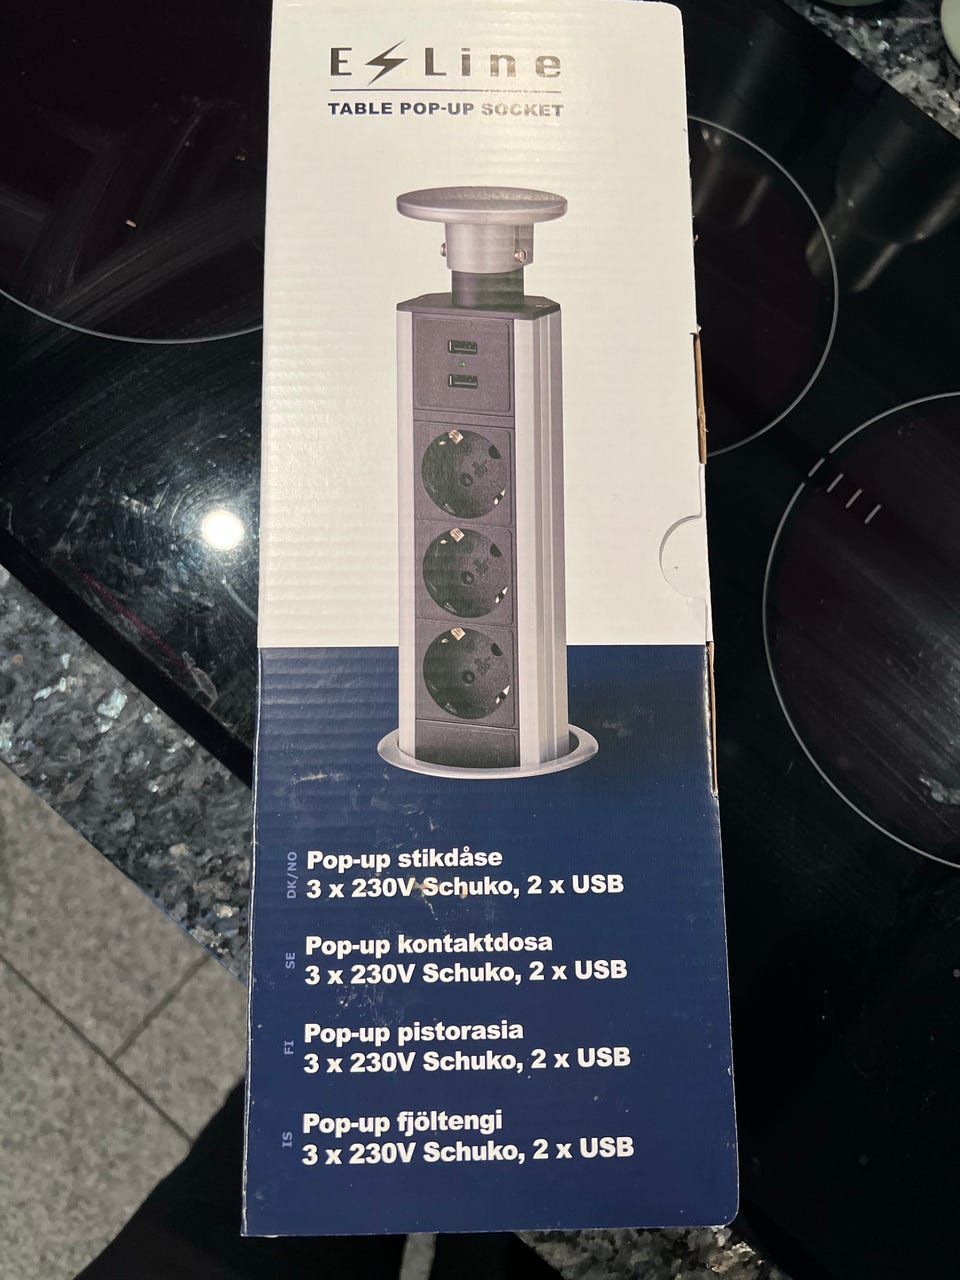 E Line
TABLE POP-UP SOCKET
DK/NO
Pop-up stikdåse
3 x 230V Schuko, 2 x USB
SE
Pop-up kontaktdosa
3 x 230V Schuko, 2 x USB
FI
Pop-up pistorasia
3 x 230V Schuko, 2 x USB
IS
Pop-up fjöltengi
3 x 230V Schuko, 2 x USB